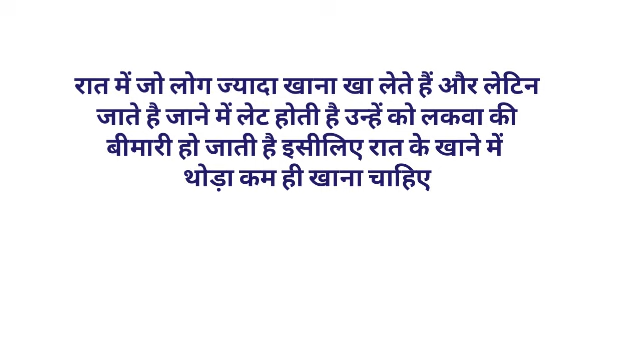 रात में जो लोग ज्यादा खाना खा लेते हैं और लेटिन
जाते है जाने में लेट होती है उन्हें को लकवा की
बीमारी हो जाती है इसीलिए रात के खाने में
थोड़ा कम ही खाना चाहिए